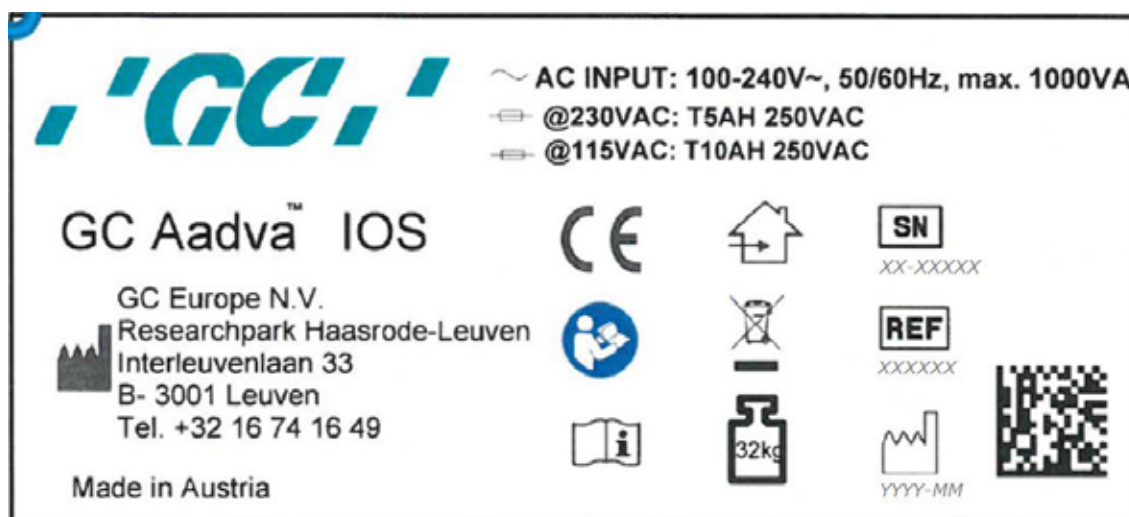 GC
AC INPUT: 100-240V~, 50/60Hz, max. 1000VA
@230VAC: T5AH 250VAC
@115VAC: T10AH 250VAC
GC Aadva™ IOS
GC Europe N.V.
Researchpark Haasrode-Leuven
Interleuvenlaan 33
B- 3001 Leuven
Tel. +32 16 74 16 49
Made in Austria
CE
SN
XX-XXXXX
REF
XXXXXX
i
32kg
YYYY-MM